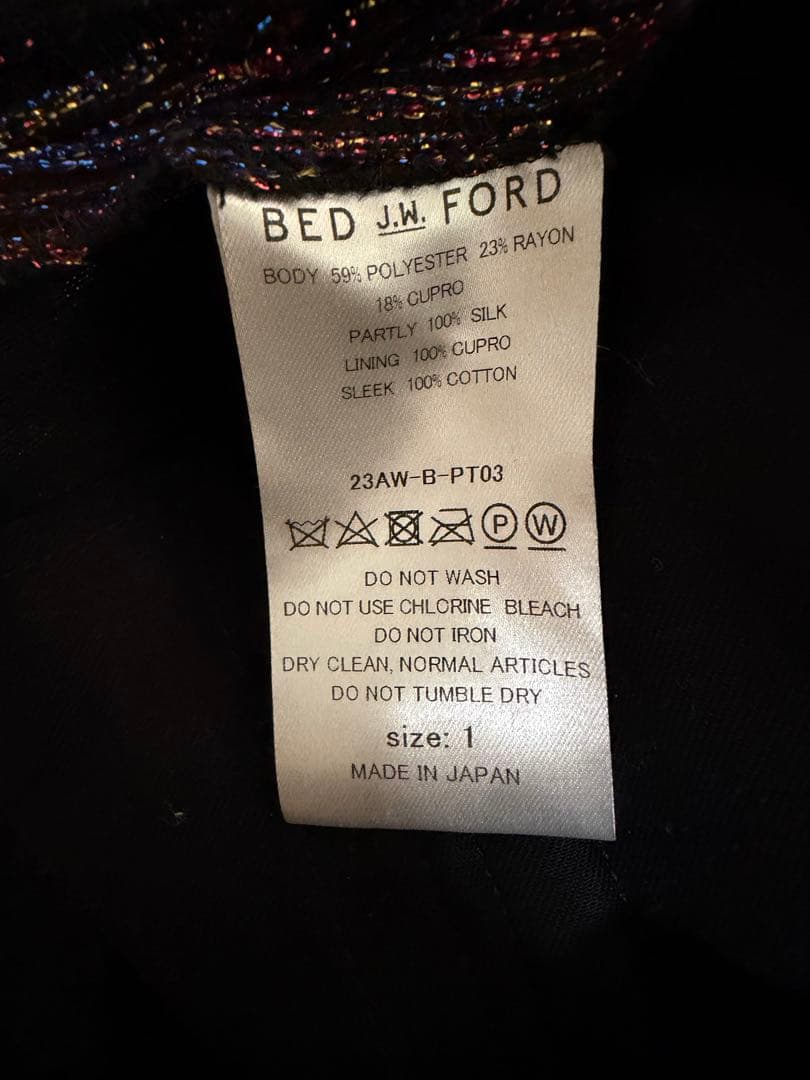 BED J.W. FORD
BODY 59% POLYESTER 23% RAYON
18% CUPRO
PARTLY 100% SILK
LINING 100% CUPRO
SLEEK 100% COTTON
23AW-B-PT03
P W
DO NOT WASH
DO NOT USE CHLORINE BLEACH
DO NOT IRON
DRY CLEAN, NORMAL ARTICLES
DO NOT TUMBLE DRY
size: 1
MADE IN JAPAN